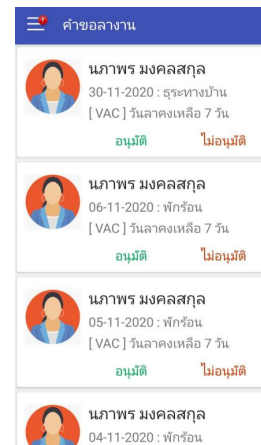 คำขอลางาน
นภาพร มงคลสกุล
30-11-2020 : ธุระทางบ้าน
[ VAC ] วันลาคงเหลือ 7 วัน
อนุมัติ ไม่อนุมัติ
นภาพร มงคลสกุล
06-11-2020 : พักร้อน
[ VAC ] วันลาคงเหลือ 7 วัน
อนุมัติ ไม่อนุมัติ
นภาพร มงคลสกุล
05-11-2020 : พักร้อน
[ VAC ] วันลาคงเหลือ 7 วัน
อนุมัติ ไม่อนุมัติ
นภาพร มงคลสกุล
04-11-2020 : พักร้อน